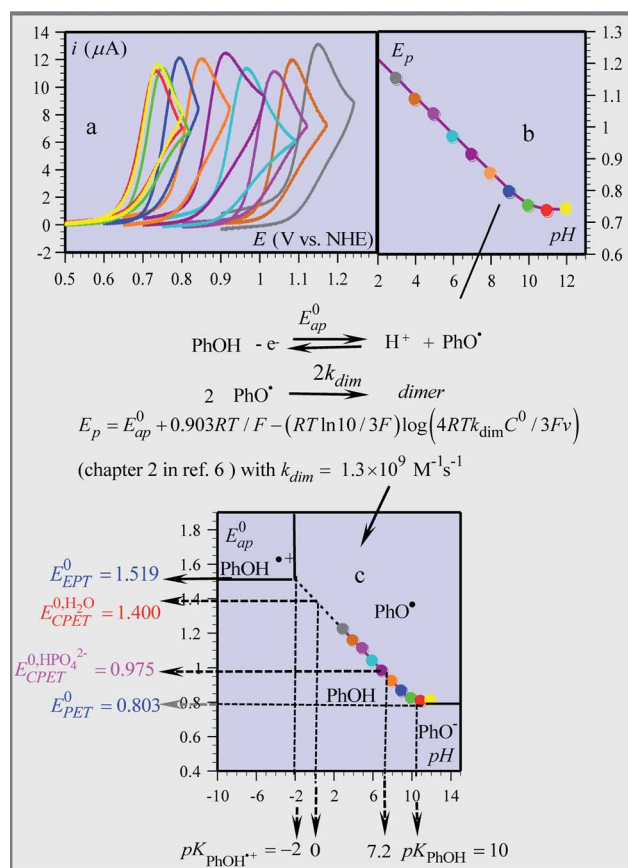 i (μA)
14
12
10
8
6
4
2
0
-2
a
E (V vs. NHE)
0.5 0.6 0.7 0.8 0.9 1 1.1 1.2
E_p
b
pH
1.3
1.2
1.1
1
0.9
0.8
0.7
0.6
2 4 6 8 10 12
E⁰_ap
PhOH - e- H⁺ + PhO•
2k_dim
2 PhO• dimer
E_p = E⁰_ap + 0.903RT / F − (RT ln10 / 3F) log(4RTk_dim C⁰ / 3Fv)
(chapter 2 in ref. 6 ) with k_dim = 1.3×10⁹ M⁻¹s⁻¹
E⁰_ap
c
1.8
1.6
1.4
1.2
1
0.8
0.6
0.4
PhOH•+
PhO•
PhOH
PhO⁻
pH
E⁰_EPT = 1.519
E⁰,H₂O_CPET = 1.400
E⁰,HPO₄²⁻_CPET = 0.975
E⁰_PET = 0.803
-10 -6 -2 2 6 10 14
pK_PhOH•+ = −2 0 7.2 pK_PhOH = 10